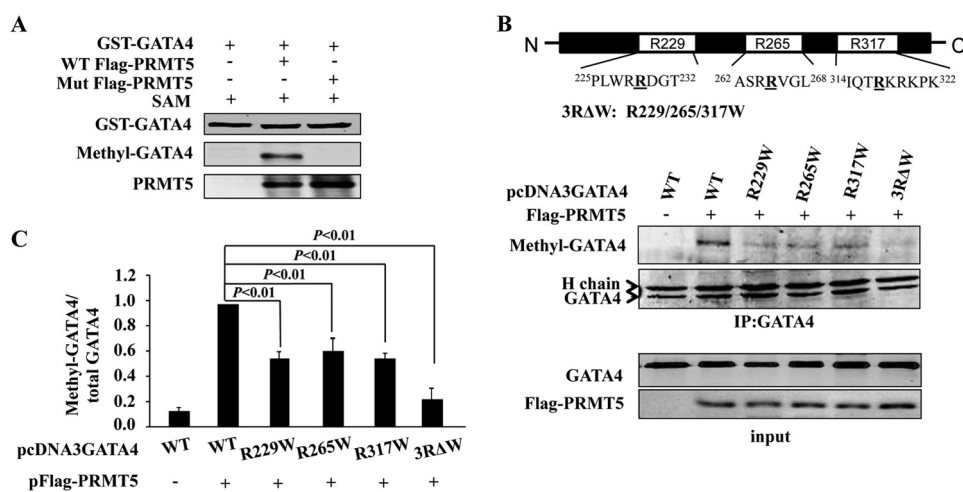 A
GST-GATA4 + + +
WT Flag-PRMT5 +
Mut Flag-PRMT5 +
SAM + + +
GST-GATA4
Methyl-GATA4
PRMT5
B
N R229 R265 R317 C
²²⁵PLWRRDGT²³² ²⁶²ASRRVGL²⁶⁸ ³¹⁴IQTRKRKPK³²²
3RΔW: R229/265/317W
pcDNA3GATA4 WT WT R229W R265W R317W 3RΔW
Flag-PRMT5 - + + + + +
Methyl-GATA4
H chain
GATA4
IP:GATA4
GATA4
Flag-PRMT5
input
C
P<0.01
P<0.01
P<0.01
P<0.01
Methyl-GATA4/
total GATA4
1.2
1.0
0.8
0.6
0.4
0.2
0.0
pcDNA3GATA4 WT WT R229W R265W R317W 3RΔW
pFlag-PRMT5 - + + + + +